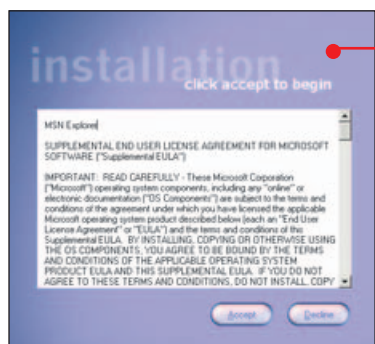 installation
click accept to begin
MSN Explorer
SUPPLEMENTAL END USER LICENSE AGREEMENT FOR MICROSOFT
SOFTWARE ("Supplemental EULA")
IMPORTANT: READ CAREFULLY - These Microsoft Corporation
("Microsoft") operating system components, including any "online" or
electronic documentation ("OS Components") are subject to the terms and
conditions of the agreement under which you have licensed the applicable
Microsoft operating system product described below (each an "End User
License Agreement" or "EULA") and the terms and conditions of this
Supplemental EULA. BY INSTALLING, COPYING OR OTHERWISE USING
THE OS COMPONENTS, YOU AGREE TO BE BOUND BY THE TERMS
AND CONDITIONS OF THE APPLICABLE OPERATING SYSTEM
PRODUCT EULA AND THIS SUPPLEMENTAL EULA. IF YOU DO NOT
AGREE TO THESE TERMS AND CONDITIONS, DO NOT INSTALL, COPY
Accept Decline